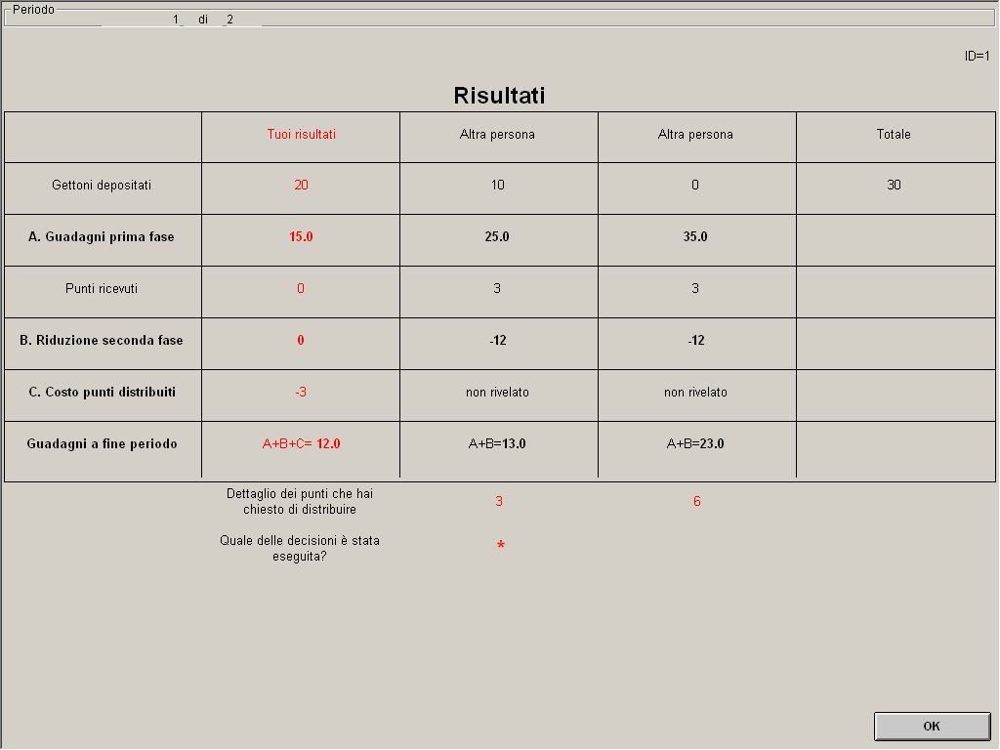 Periodo
1 di 2
ID=1
Risultati
Tuoi risultati Altra persona Altra persona Totale
Gettoni depositati 20 10 0 30
A. Guadagni prima fase 15.0 25.0 35.0
Punti ricevuti 0 3 3
B. Riduzione seconda fase 0 -12 -12
C. Costo punti distribuiti -3 non rivelato non rivelato
Guadagni a fine periodo A+B+C= 12.0 A+B=13.0 A+B=23.0
Dettaglio dei punti che hai
chiesto di distribuire 3 6
Quale delle decisioni è stata
eseguita? *
OK